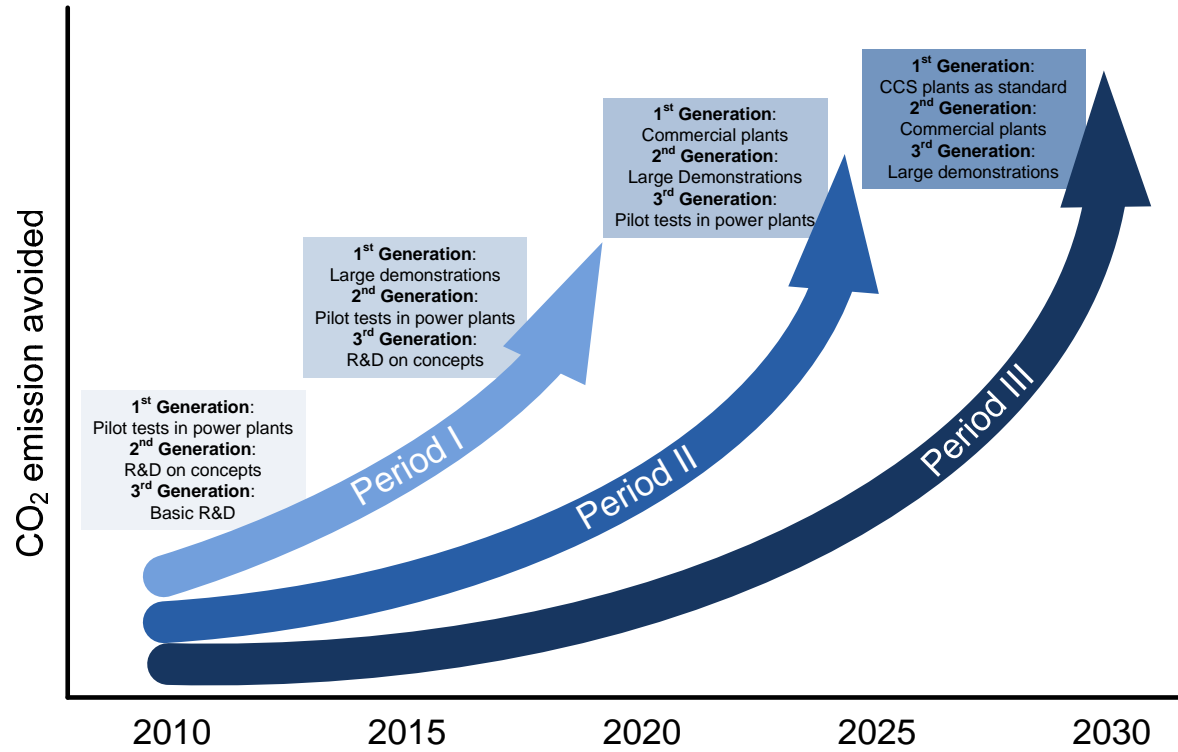 CO₂ emission avoided
1st Generation:
Pilot tests in power plants
2nd Generation:
R&D on concepts
3rd Generation:
Basic R&D
1st Generation:
Large demonstrations
2nd Generation:
Pilot tests in power plants
3rd Generation:
R&D on concepts
1st Generation:
Commercial plants
2nd Generation:
Large Demonstrations
3rd Generation:
Pilot tests in power plants
1st Generation:
CCS plants as standard
2nd Generation:
Commercial plants
3rd Generation:
Large demonstrations
Period I
Period II
Period III
2010 2015 2020 2025 2030